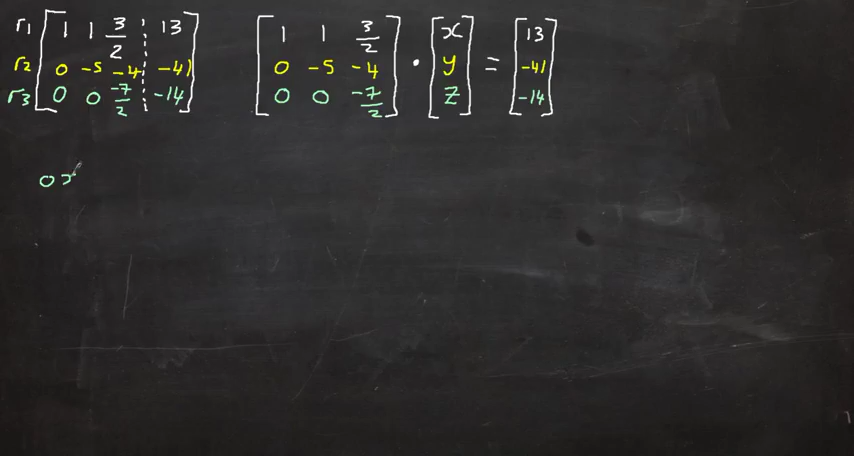 r1 1 1 3/2 13
r2 0 -5 -4 -41
r3 0 0 -7/2 -14
1 1 3/2 x 13
0 -5 -4 · y = -41
0 0 -7/2 z -14
0x